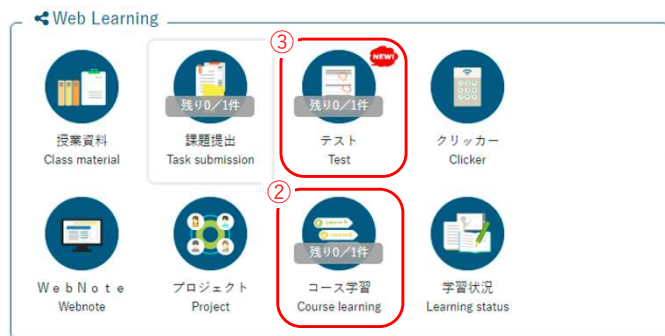 Web Learning
③
NEW!
残り0／1件
残り0／1件
授業資料
課題提出
テスト
クリッカー
Class material
Task submission
Test
Clicker
②
残り0／1件
ＷｅｂＮｏｔｅ
プロジェクト
コース学習
学習状況
Webnote
Project
Course learning
Learning status